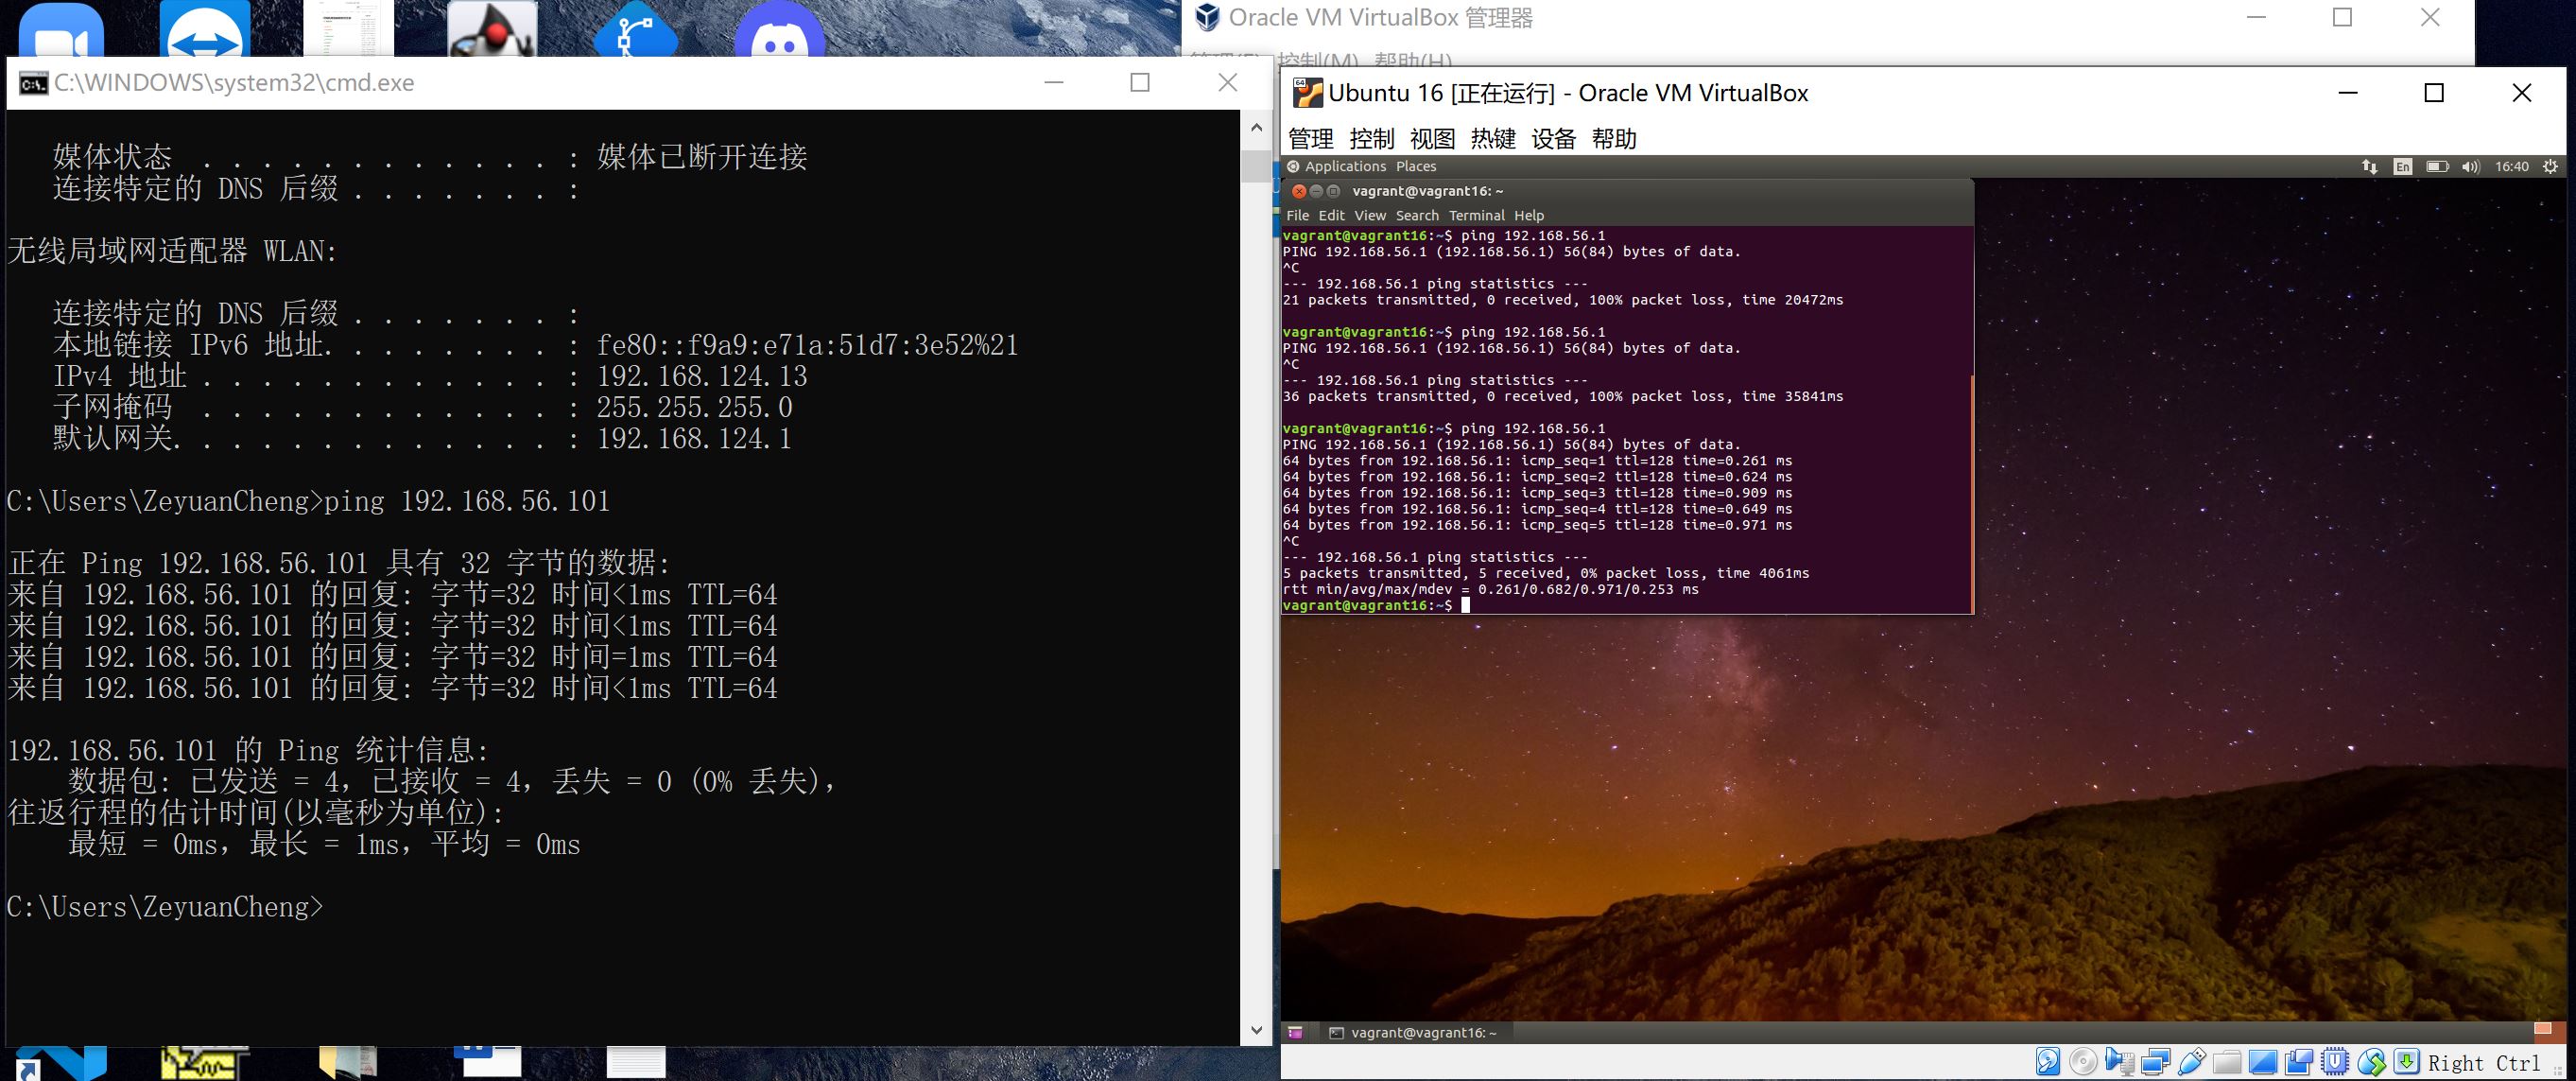 C:\WINDOWS\system32\cmd.exe
媒体状态 . . . . . . . . . . . . : 媒体已断开连接
连接特定的 DNS 后缀 . . . . . . . :
无线局域网适配器 WLAN:
连接特定的 DNS 后缀 . . . . . . . :
本地链接 IPv6 地址. . . . . . . . : fe80::f9a9:e71a:51d7:3e52%21
IPv4 地址 . . . . . . . . . . . . : 192.168.124.13
子网掩码 . . . . . . . . . . . . : 255.255.255.0
默认网关. . . . . . . . . . . . . : 192.168.124.1
C:\Users\ZeyuanCheng>ping 192.168.56.101
正在 Ping 192.168.56.101 具有 32 字节的数据:
来自 192.168.56.101 的回复: 字节=32 时间<1ms TTL=64
来自 192.168.56.101 的回复: 字节=32 时间<1ms TTL=64
来自 192.168.56.101 的回复: 字节=32 时间=1ms TTL=64
来自 192.168.56.101 的回复: 字节=32 时间<1ms TTL=64
192.168.56.101 的 Ping 统计信息:
数据包: 已发送 = 4，已接收 = 4，丢失 = 0 (0% 丢失)，
往返行程的估计时间(以毫秒为单位):
最短 = 0ms，最长 = 1ms，平均 = 0ms
C:\Users\ZeyuanCheng>
Oracle VM VirtualBox 管理器
控制(M) 帮助(H)
Ubuntu 16 [正在运行] - Oracle VM VirtualBox
管理 控制 视图 热键 设备 帮助
Applications Places En 16:40
vagrant@vagrant16: ~
File Edit View Search Terminal Help
vagrant@vagrant16:~$ ping 192.168.56.1
PING 192.168.56.1 (192.168.56.1) 56(84) bytes of data.
^C
--- 192.168.56.1 ping statistics ---
21 packets transmitted, 0 received, 100% packet loss, time 20472ms
vagrant@vagrant16:~$ ping 192.168.56.1
PING 192.168.56.1 (192.168.56.1) 56(84) bytes of data.
^C
--- 192.168.56.1 ping statistics ---
36 packets transmitted, 0 received, 100% packet loss, time 35841ms
vagrant@vagrant16:~$ ping 192.168.56.1
PING 192.168.56.1 (192.168.56.1) 56(84) bytes of data.
64 bytes from 192.168.56.1: icmp_seq=1 ttl=128 time=0.261 ms
64 bytes from 192.168.56.1: icmp_seq=2 ttl=128 time=0.624 ms
64 bytes from 192.168.56.1: icmp_seq=3 ttl=128 time=0.909 ms
64 bytes from 192.168.56.1: icmp_seq=4 ttl=128 time=0.649 ms
64 bytes from 192.168.56.1: icmp_seq=5 ttl=128 time=0.971 ms
^C
--- 192.168.56.1 ping statistics ---
5 packets transmitted, 5 received, 0% packet loss, time 4061ms
rtt min/avg/max/mdev = 0.261/0.682/0.971/0.253 ms
vagrant@vagrant16:~$
vagrant@vagrant16: ~
Right Ctrl